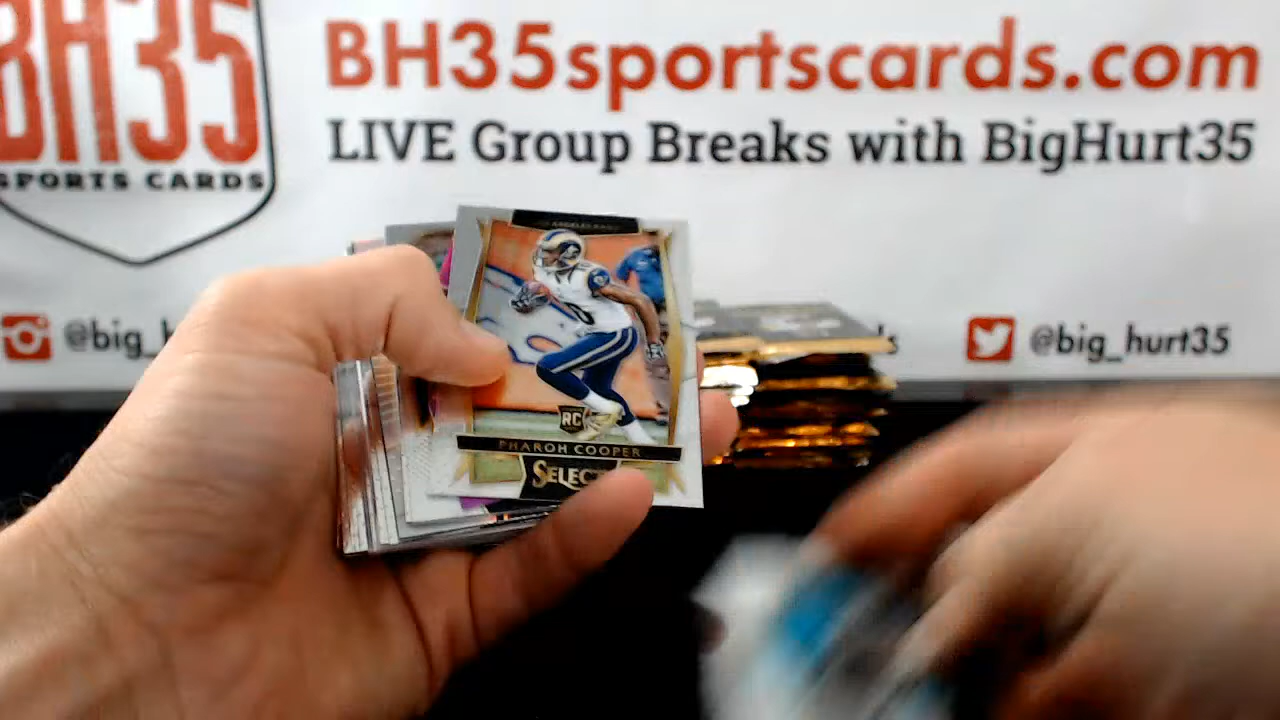 BH35
SPORTS CARDS
BH35sportscards.com
LIVE Group Breaks with BigHurt35
@big_
@big_hurt35
RC
PHAROH COOPER
SELEC